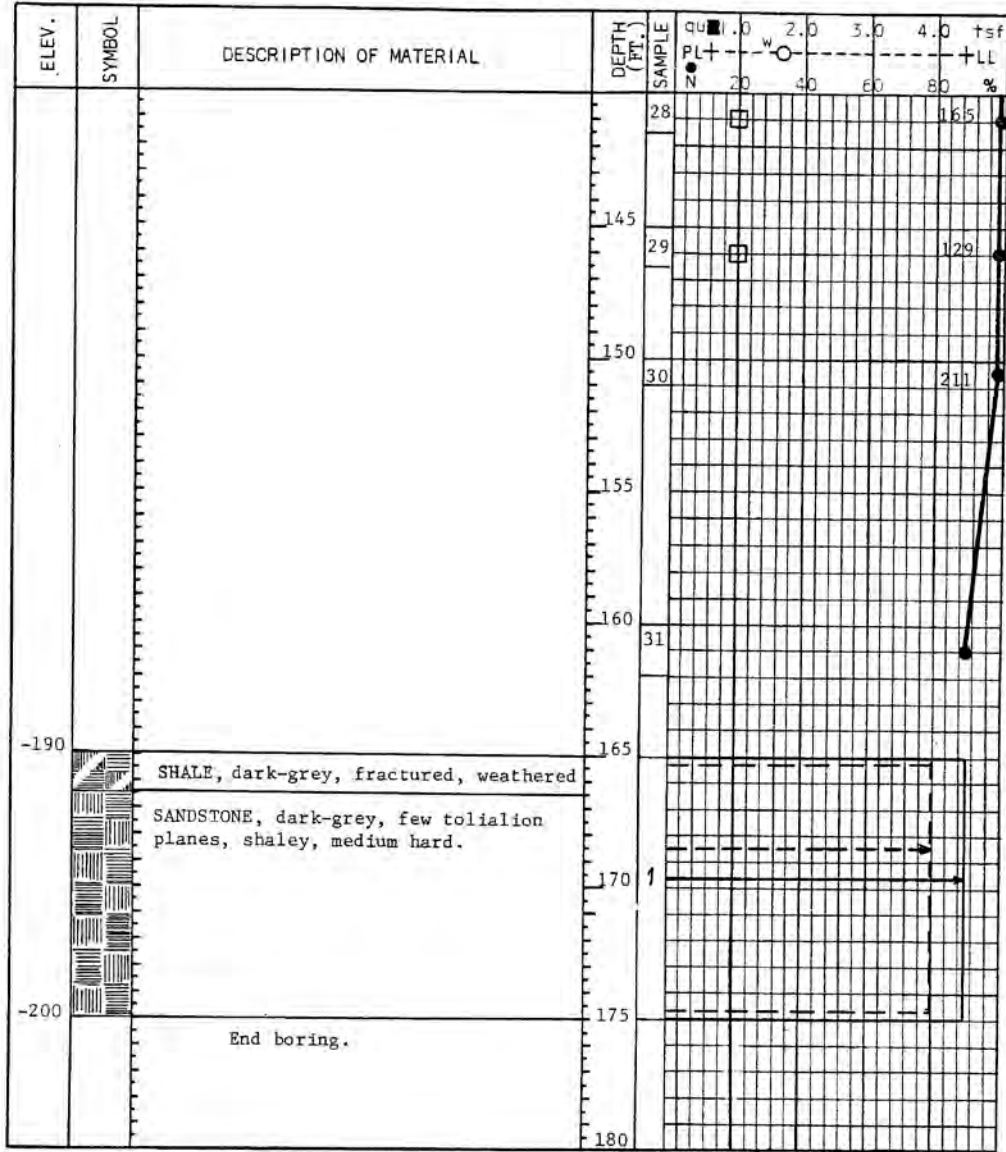 ELEV.
SYMBOL
DESCRIPTION OF MATERIAL
DEPTH (FT.)
SAMPLE
qu 1.0 2.0 3.0 4.0 tsf
PL W LL
N 20 40 60 80 %
28 165
145
29 129
150
30 211
155
160
31
-190 165
SHALE, dark-grey, fractured, weathered
SANDSTONE, dark-grey, few tolialion
planes, shaley, medium hard.
170 1
-200 175
End boring.
180